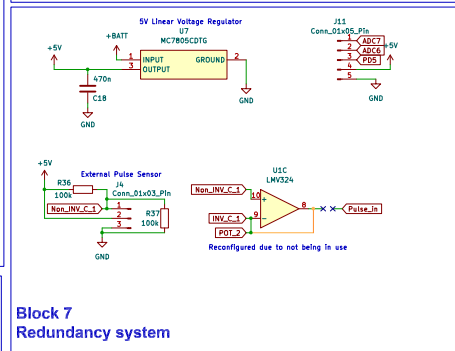 5V Linear Voltage Regulator
U7
MC7805CDTG
+BATT
+5V
1 INPUT GROUND 2
3 OUTPUT
470n
C18
GND
GND
J11
Conn_01x05_Pin
1 ADC7
2 ADC6
3 PD5
+5V
4
5
GND
+5V
External Pulse Sensor
R36
100k
J4
Conn_01x03_Pin
Non_INV_C_1
1
2
3
R37
100k
GND
U1C
LMV324
Non_INV_C_1
10
+
INV_C_1
9
-
8
Pulse_in
POT_2
Reconfigured due to not being in use
Block 7
Redundancy system